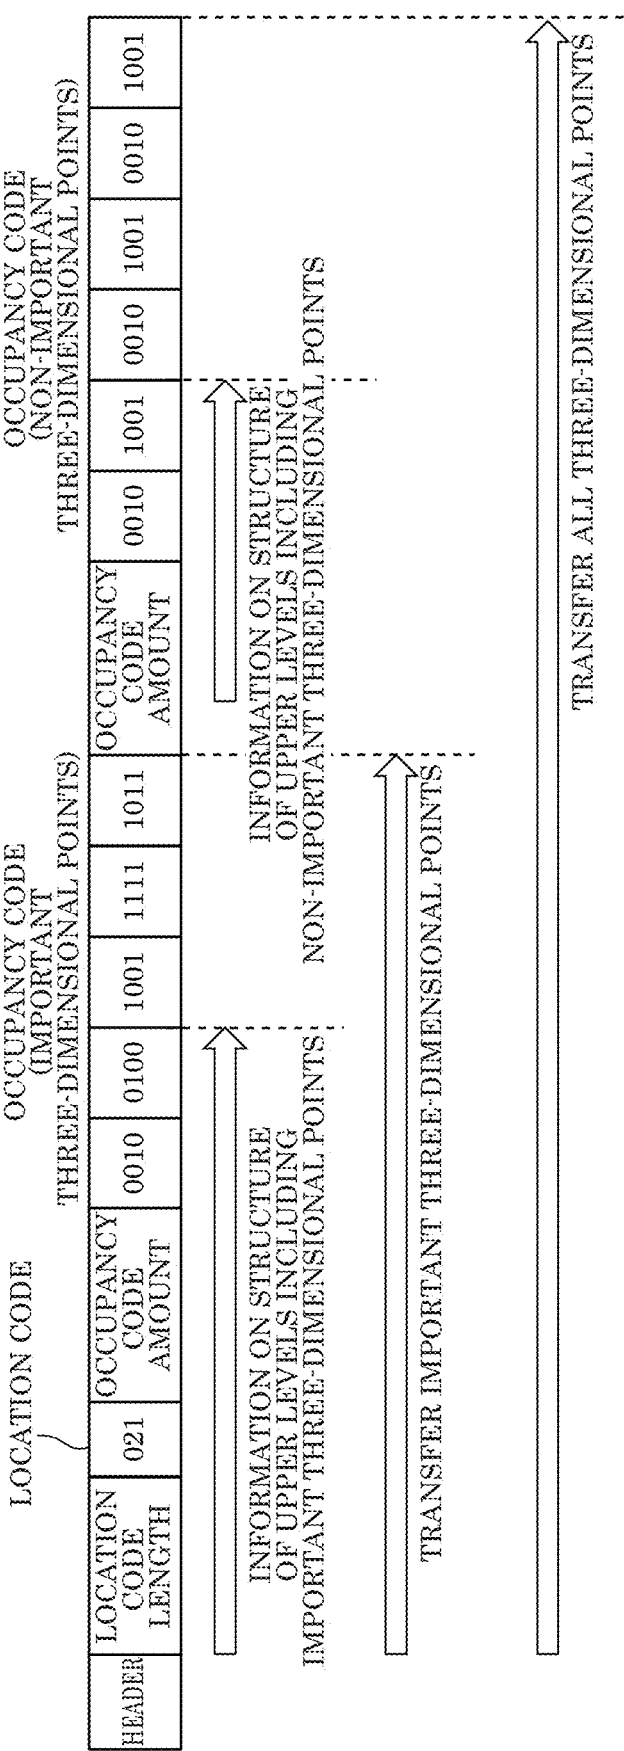 LOCATION CODE
OCCUPANCY CODE
(IMPORTANT
THREE-DIMENSIONAL POINTS)
OCCUPANCY CODE
(NON-IMPORTANT
THREE-DIMENSIONAL POINTS)
HEADER
LOCATION
CODE
LENGTH
021
OCCUPANCY
CODE
AMOUNT
0010
0100
1001
1111
1011
OCCUPANCY
CODE
AMOUNT
0010
1001
0010
1001
0010
1001
INFORMATION ON STRUCTURE
OF UPPER LEVELS INCLUDING
IMPORTANT THREE-DIMENSIONAL POINTS
INFORMATION ON STRUCTURE
OF UPPER LEVELS INCLUDING
NON-IMPORTANT THREE-DIMENSIONAL POINTS
TRANSFER IMPORTANT THREE-DIMENSIONAL POINTS
TRANSFER ALL THREE-DIMENSIONAL POINTS